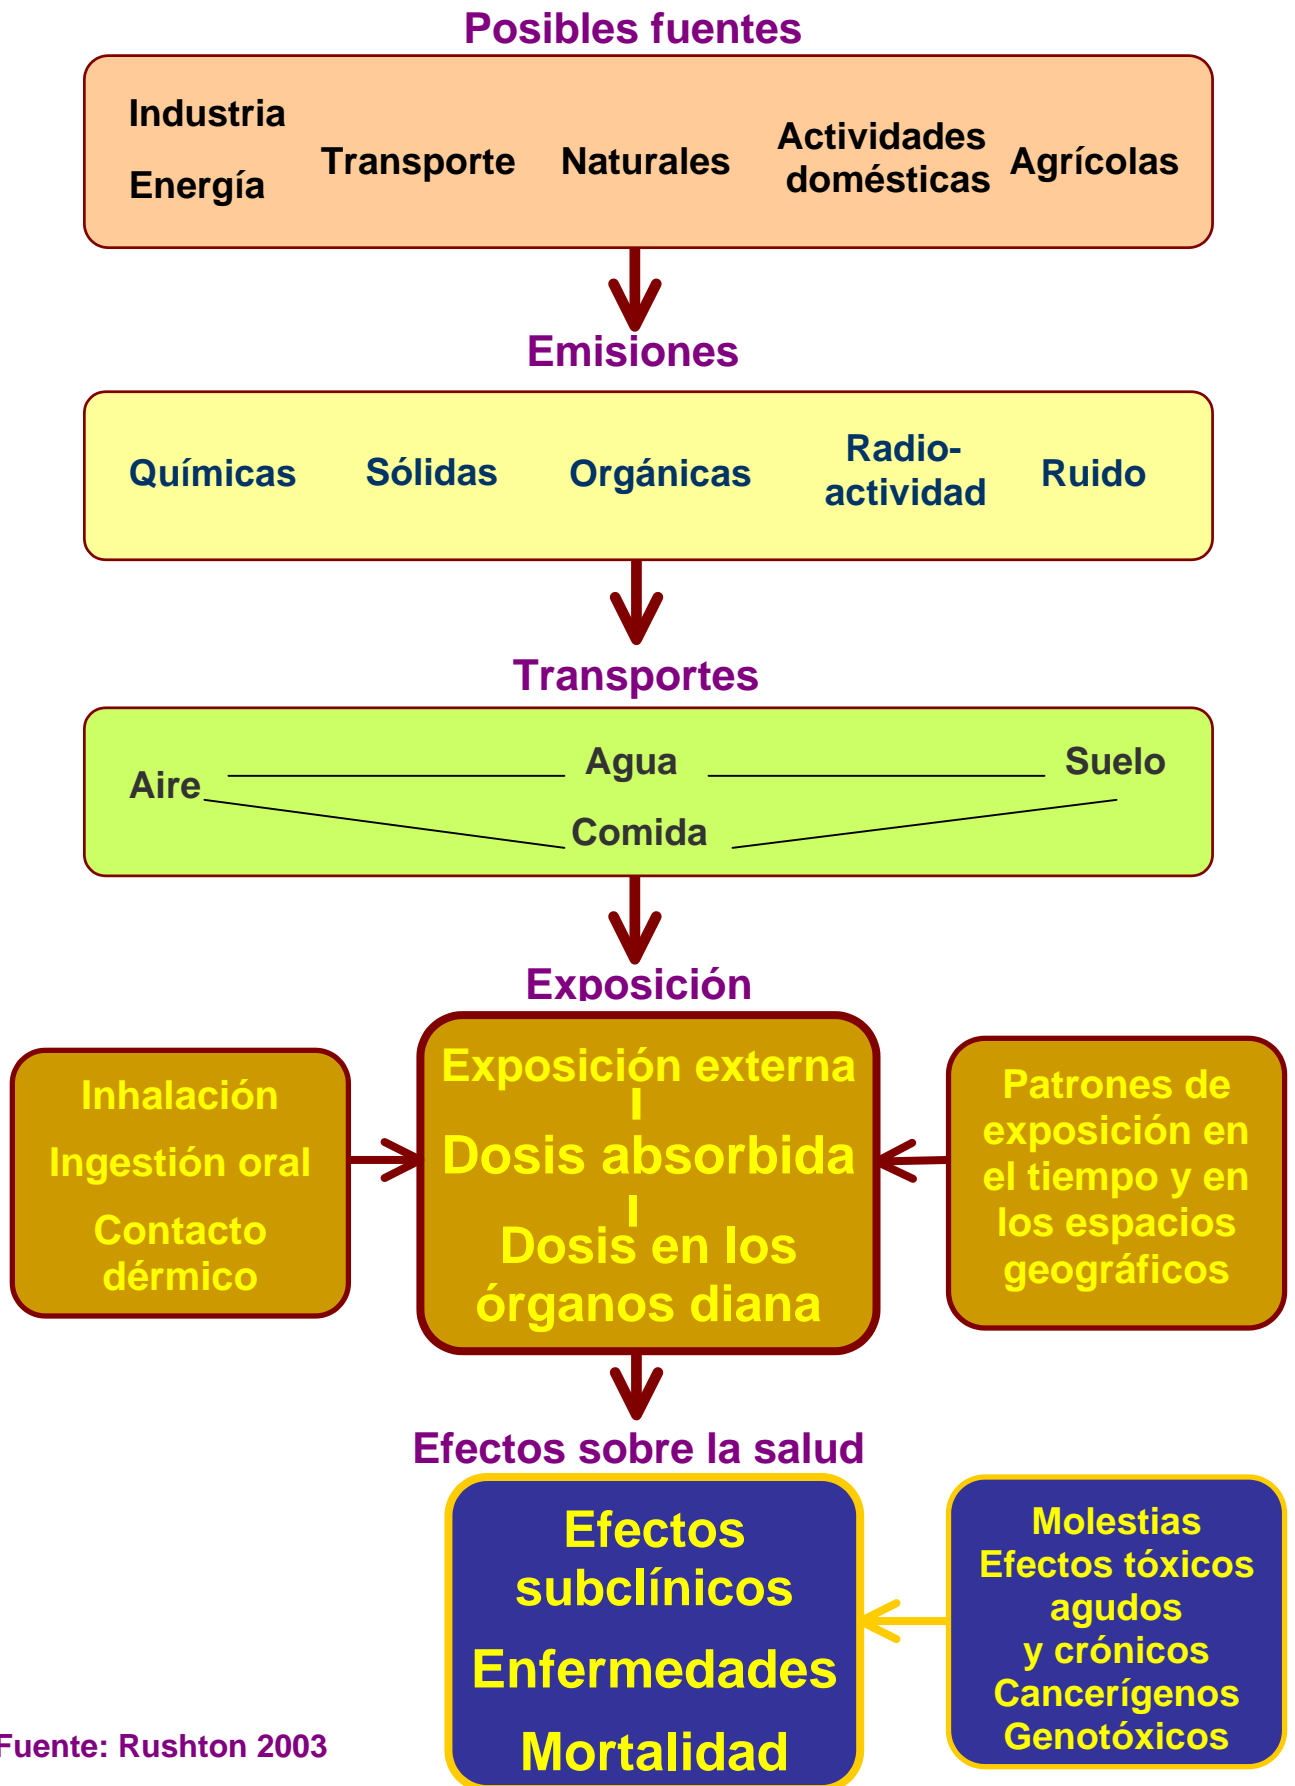 Posibles fuentes
Industria
Energía
Transporte
Naturales
Actividades
domésticas
Agrícolas
Emisiones
Químicas
Sólidas
Orgánicas
Radio-
actividad
Ruido
Transportes
Aire
Agua
Suelo
Comida
Exposición
Inhalación
Ingestión oral
Contacto
dérmico
Exposición externa
Dosis absorbida
Dosis en los
órganos diana
Patrones de
exposición en
el tiempo y en
los espacios
geográficos
Efectos sobre la salud
Efectos
subclínicos
Enfermedades
Mortalidad
Molestias
Efectos tóxicos
agudos
y crónicos
Cancerígenos
Genotóxicos
Fuente: Rushton 2003